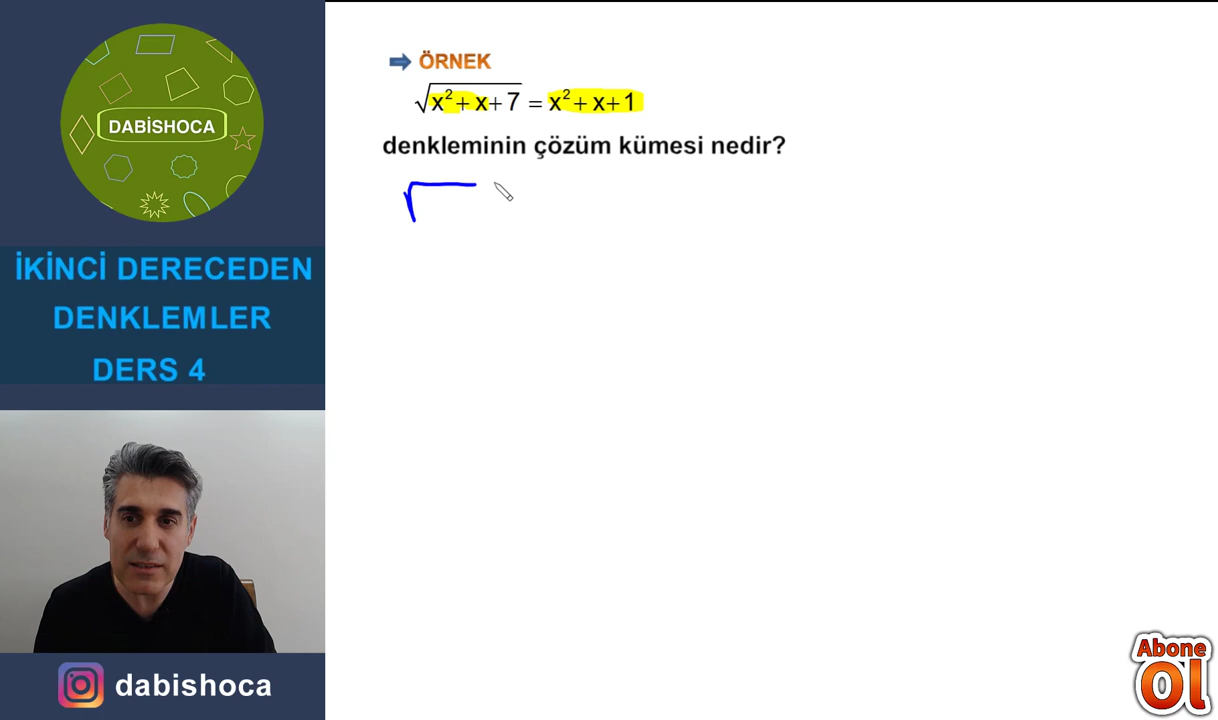 DABİSHOCA
İKİNCİ DERECEDEN
DENKLEMLER
DERS 4
dabishoca
ÖRNEK
√(x² + x + 7) = x² + x + 1
denkleminin çözüm kümesi nedir?
√
Abone
Ol